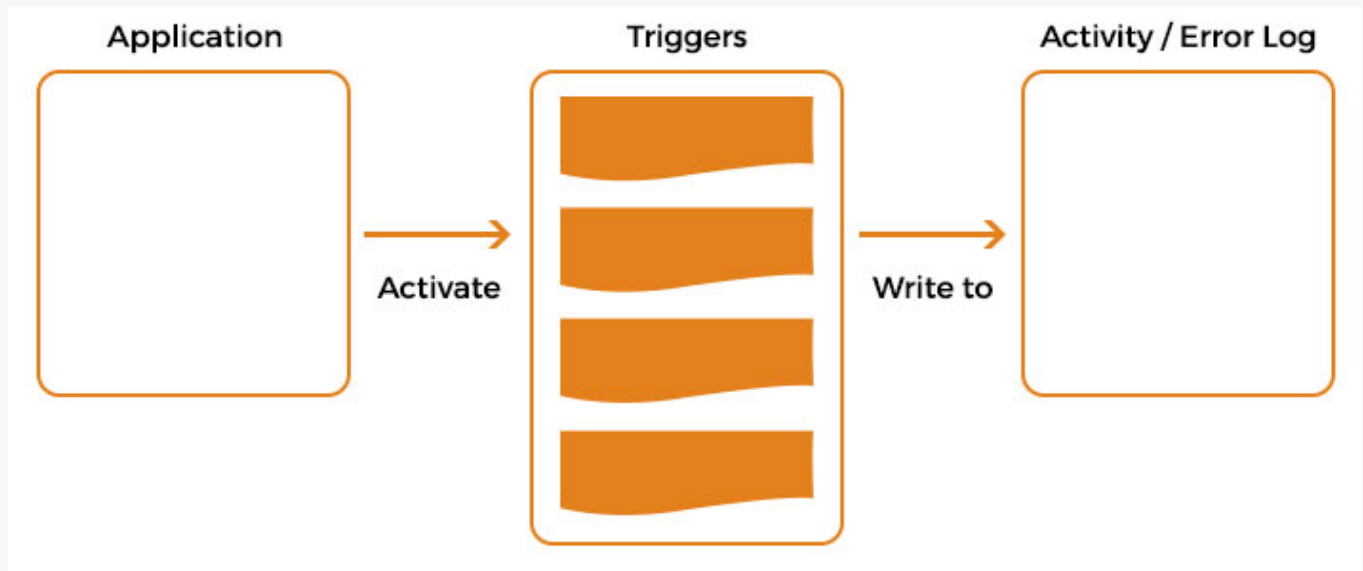 Application
Triggers
Activity / Error Log
Activate
Write to